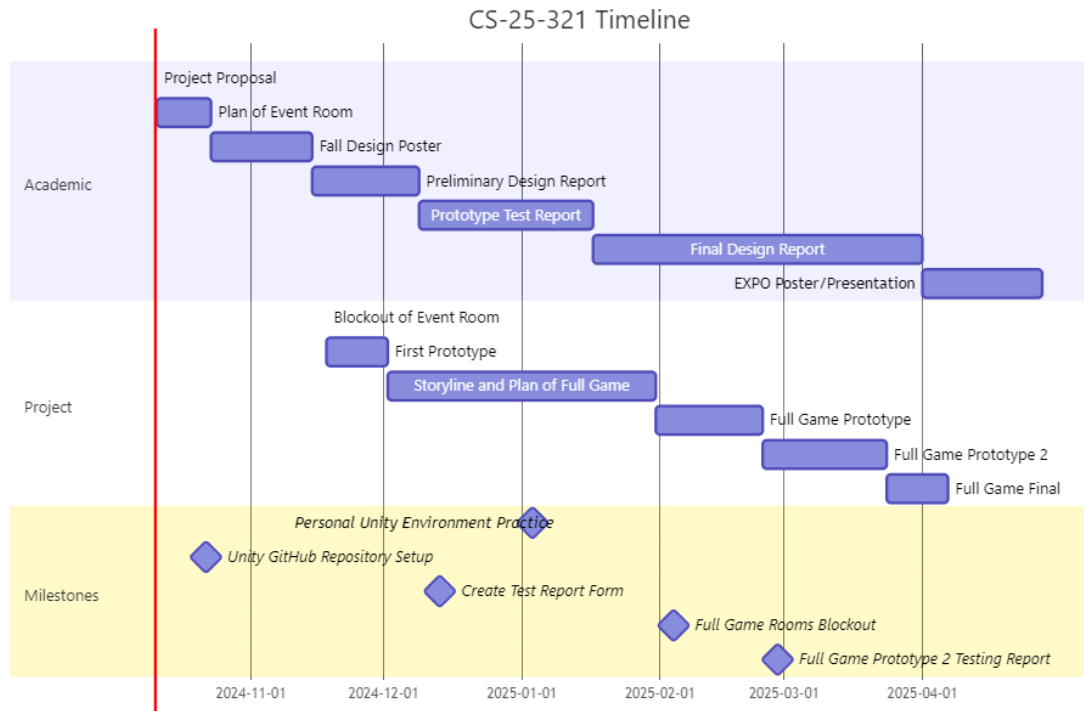 CS-25-321 Timeline
Project Proposal
Plan of Event Room
Fall Design Poster
Preliminary Design Report
Academic
Prototype Test Report
Final Design Report
EXPO Poster/Presentation
Blockout of Event Room
First Prototype
Storyline and Plan of Full Game
Project
Full Game Prototype
Full Game Prototype 2
Full Game Final
Personal Unity Environment Practice
Unity GitHub Repository Setup
Create Test Report Form
Milestones
Full Game Rooms Blockout
Full Game Prototype 2 Testing Report
2024-11-01 2024-12-01 2025-01-01 2025-02-01 2025-03-01 2025-04-01